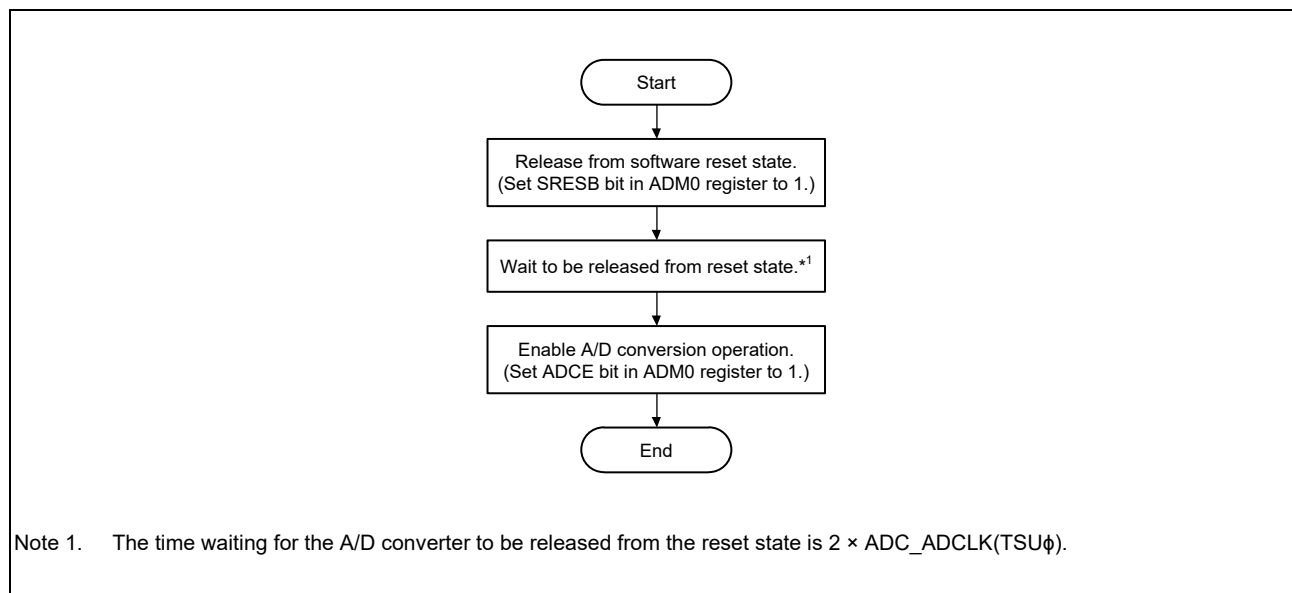 Start
Release from software reset state.
(Set SRESB bit in ADM0 register to 1.)
Wait to be released from reset state.*1
Enable A/D conversion operation.
(Set ADCE bit in ADM0 register to 1.)
End
Note 1. The time waiting for the A/D converter to be released from the reset state is 2 × ADC_ADCLK(TSUϕ).